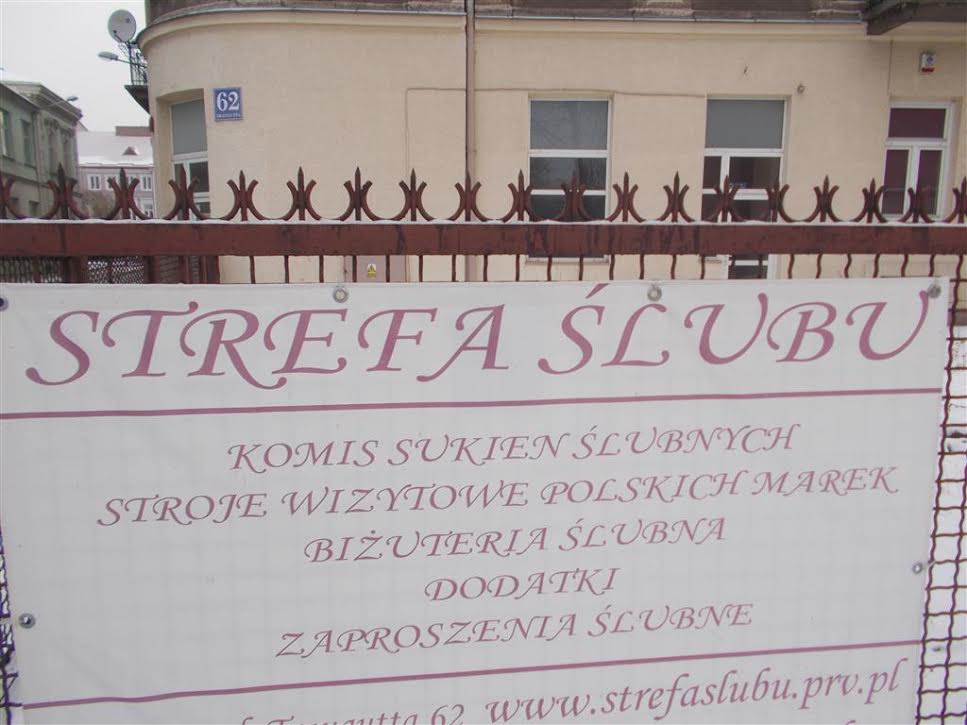 62
STREFA ŚLUBU
KOMIS SUKIEN ŚLUBNYCH
STROJE WIZYTOWE POLSKICH MAREK
BIŻUTERIA ŚLUBNA
DODATKI
ZAPROSZENIA ŚLUBNE
62 www.strefaslubu.prv.pl